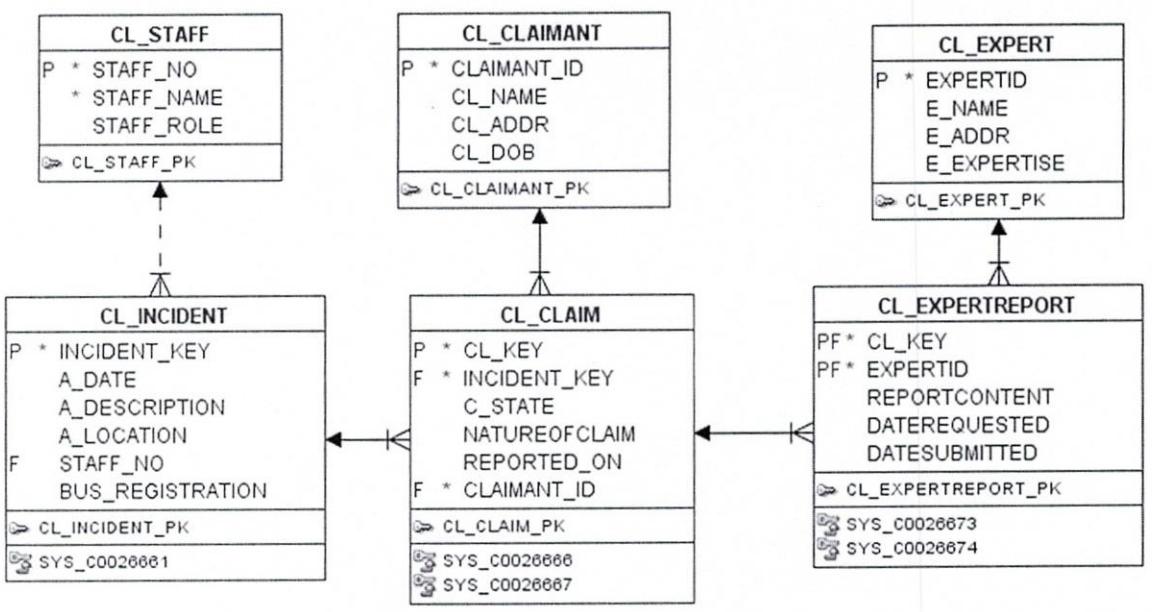 CL_STAFF
P * STAFF_NO
* STAFF_NAME
STAFF_ROLE
CL_STAFF_PK
CL_CLAIMANT
P * CLAIMANT_ID
CL_NAME
CL_ADDR
CL_DOB
CL_CLAIMANT_PK
CL_EXPERT
P * EXPERTID
E_NAME
E_ADDR
E_EXPERTISE
CL_EXPERT_PK
CL_INCIDENT
P * INCIDENT_KEY
A_DATE
A_DESCRIPTION
A_LOCATION
F STAFF_NO
BUS_REGISTRATION
CL_INCIDENT_PK
SYS_C0026661
CL_CLAIM
P * CL_KEY
F * INCIDENT_KEY
C_STATE
NATUREOFCLAIM
REPORTED_ON
F * CLAIMANT_ID
CL_CLAIM_PK
SYS_C0026666
SYS_C0026667
CL_EXPERTREPORT
PF * CL_KEY
PF * EXPERTID
REPORTCONTENT
DATEREQUESTED
DATESUBMITTED
CL_EXPERTREPORT_PK
SYS_C0026673
SYS_C0026674